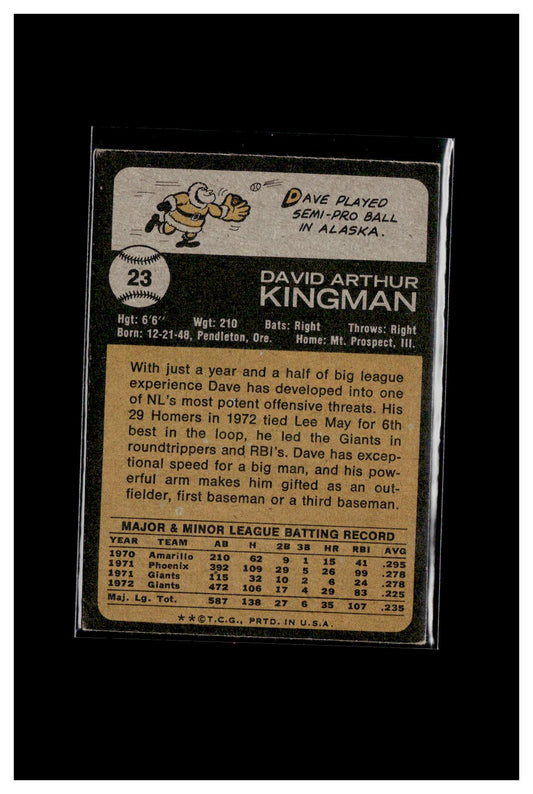 DAVE PLAYED
SEMI-PRO BALL
IN ALASKA.
23
DAVID ARTHUR
KINGMAN
Hgt: 6'6" Wgt: 210 Bats: Right Throws: Right
Born: 12-21-48, Pendleton, Ore. Home: Mt. Prospect, Ill.
With just a year and a half of big league
experience Dave has developed into one
of NL's most potent offensive threats. His
29 Homers in 1972 tied Lee May for 6th
best in the loop, he led the Giants in
roundtrippers and RBI's. Dave has excep-
tional speed for a big man, and his pow-
erful arm makes him gifted as an out-
fielder, first baseman or a third baseman.
MAJOR & MINOR LEAGUE BATTING RECORD
YEAR TEAM AB H 2B 3B HR RBI AVG
1970 Amarillo 210 62 9 1 15 41 .295
1971 Phoenix 392 109 29 5 26 99 .278
1971 Giants 115 32 10 2 6 24 .278
1972 Giants 472 106 17 4 29 83 .225
Maj. Lg. Tot. 587 138 27 6 35 107 .235
**©T.C.G., PRTD. IN U.S.A.